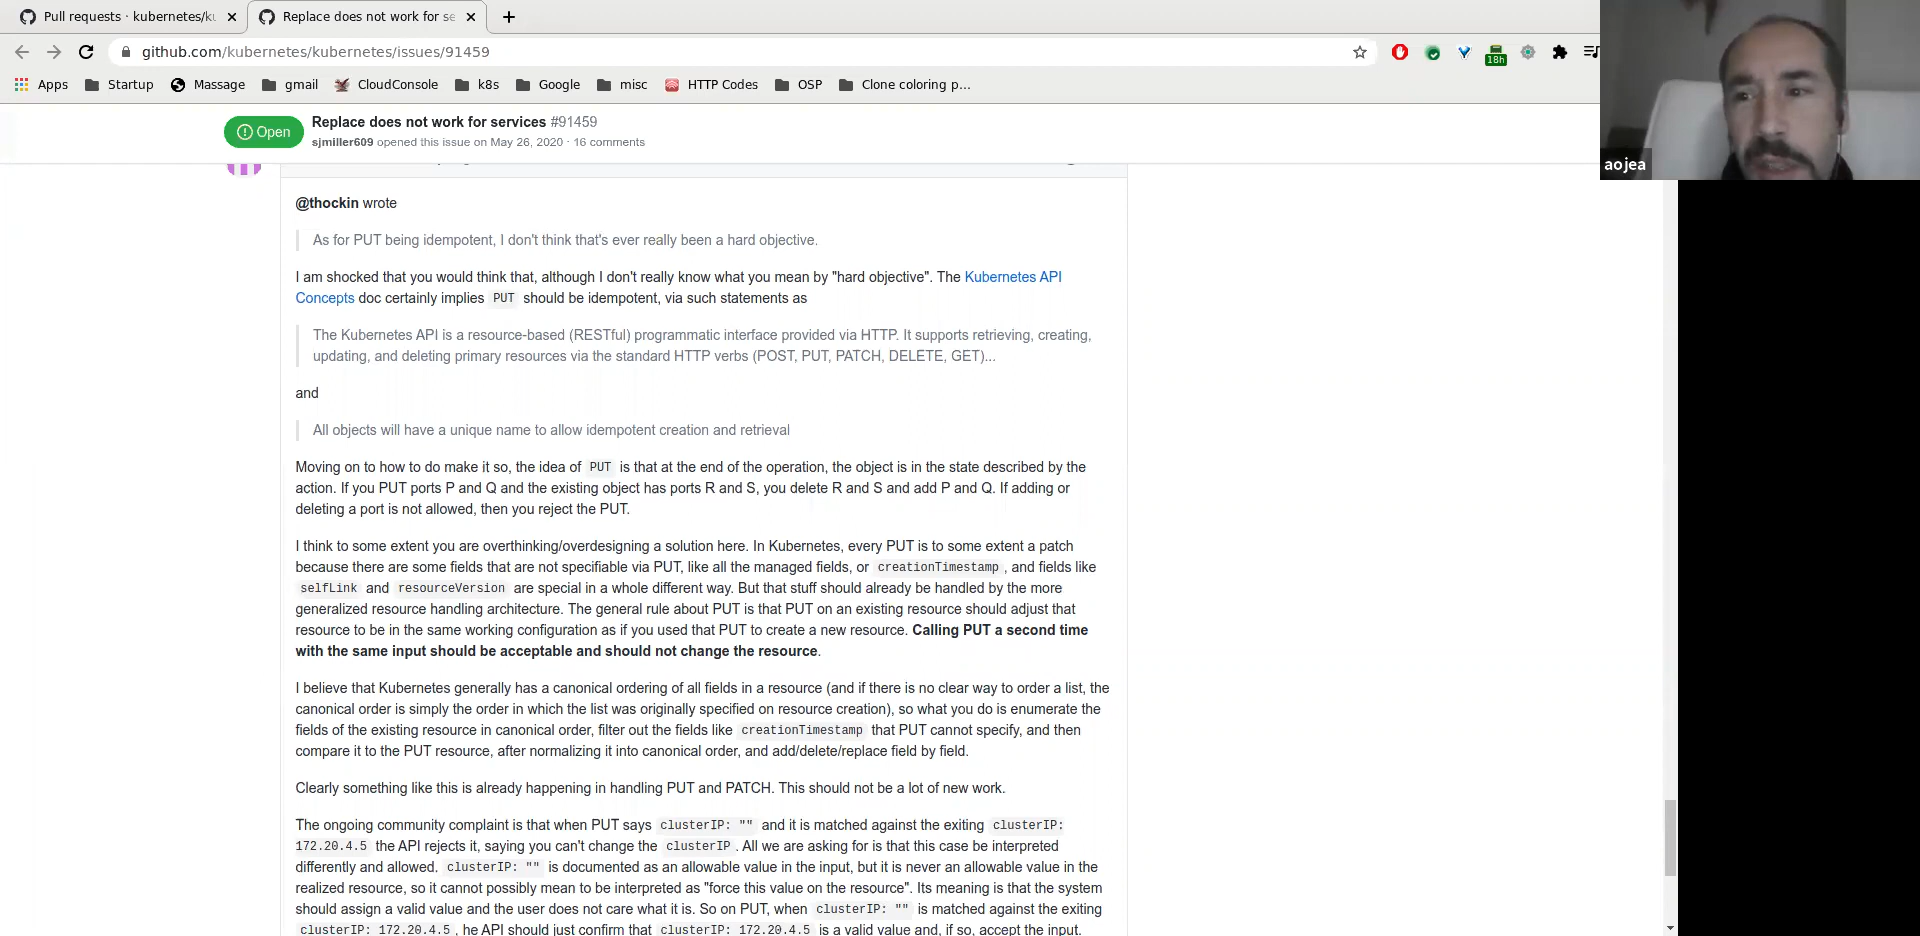 Pull requests · kubernetes/ku
Replace does not work for se
github.com/kubernetes/kubernetes/issues/91459
18h
Apps
Startup
Massage
gmail
CloudConsole
k8s
Google
misc
HTTP Codes
OSP
Clone coloring p...
aojea
Open
Replace does not work for services #91459
sjmiller609 opened this issue on May 26, 2020 · 16 comments
@thockin wrote
As for PUT being idempotent, I don't think that's ever really been a hard objective.
I am shocked that you would think that, although I don't really know what you mean by "hard objective". The Kubernetes API
Concepts doc certainly implies PUT should be idempotent, via such statements as
The Kubernetes API is a resource-based (RESTful) programmatic interface provided via HTTP. It supports retrieving, creating,
updating, and deleting primary resources via the standard HTTP verbs (POST, PUT, PATCH, DELETE, GET)...
and
All objects will have a unique name to allow idempotent creation and retrieval
Moving on to how to do make it so, the idea of PUT is that at the end of the operation, the object is in the state described by the
action. If you PUT ports P and Q and the existing object has ports R and S, you delete R and S and add P and Q. If adding or
deleting a port is not allowed, then you reject the PUT.
I think to some extent you are overthinking/overdesigning a solution here. In Kubernetes, every PUT is to some extent a patch
because there are some fields that are not specifiable via PUT, like all the managed fields, or creationTimestamp, and fields like
selfLink and resourceVersion are special in a whole different way. But that stuff should already be handled by the more
generalized resource handling architecture. The general rule about PUT is that PUT on an existing resource should adjust that
resource to be in the same working configuration as if you used that PUT to create a new resource. Calling PUT a second time
with the same input should be acceptable and should not change the resource.
I believe that Kubernetes generally has a canonical ordering of all fields in a resource (and if there is no clear way to order a list, the
canonical order is simply the order in which the list was originally specified on resource creation), so what you do is enumerate the
fields of the existing resource in canonical order, filter out the fields like creationTimestamp that PUT cannot specify, and then
compare it to the PUT resource, after normalizing it into canonical order, and add/delete/replace field by field.
Clearly something like this is already happening in handling PUT and PATCH. This should not be a lot of new work.
The ongoing community complaint is that when PUT says clusterIP: "" and it is matched against the exiting clusterIP:
172.20.4.5 the API rejects it, saying you can't change the clusterIP. All we are asking for is that this case be interpreted
differently and allowed. clusterIP: "" is documented as an allowable value in the input, but it is never an allowable value in the
realized resource, so it cannot possibly mean to be interpreted as "force this value on the resource". Its meaning is that the system
should assign a valid value and the user does not care what it is. So on PUT, when clusterIP: "" is matched against the exiting
clusterIP: 172.20.4.5, he API should just confirm that clusterIP: 172.20.4.5 is a valid value and, if so, accept the input.